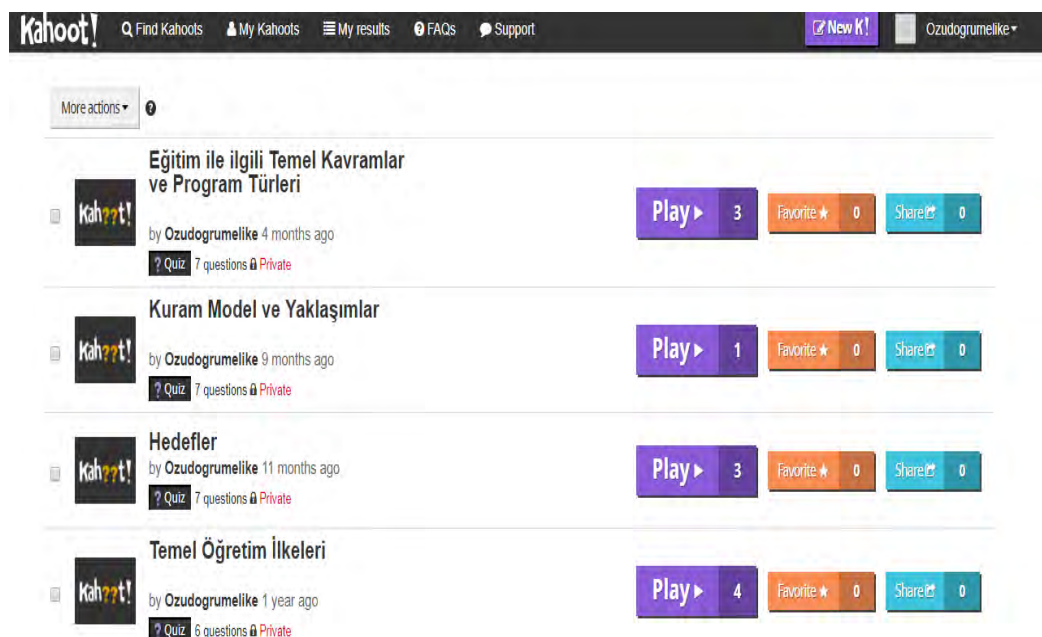 Kahoot! Find Kahoots My Kahoots My results FAQs Support New K! Ozudogrumelike
More actions
Eğitim ile ilgili Temel Kavramlar
ve Program Türleri
Kah??t! Play 3 Favorite 0 Share 0
by Ozudogrumelike 4 months ago
? Quiz 7 questions Private
Kuram Model ve Yaklaşımlar
Kah??t! Play 1 Favorite 0 Share 0
by Ozudogrumelike 9 months ago
? Quiz 7 questions Private
Hedefler
Kah??t! by Ozudogrumelike 11 months ago Play 3 Favorite 0 Share 0
? Quiz 7 questions Private
Temel Öğretim İlkeleri
Kah??t! Play 4 Favorite 0 Share 0
by Ozudogrumelike 1 year ago
? Quiz 6 questions Private